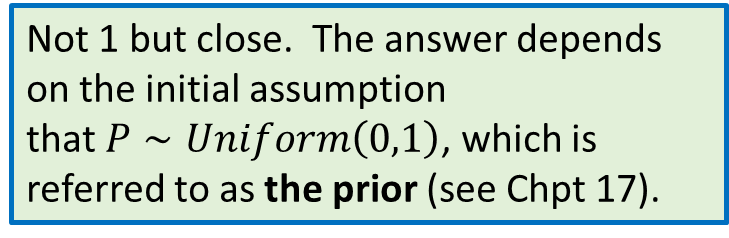 Not 1 but close.  The answer depends
on the initial assumption
that 𝑃 ~ 𝑈𝑛𝑖𝑓𝑜𝑟𝑚(0,1), which is
referred to as the prior (see Chpt 17).